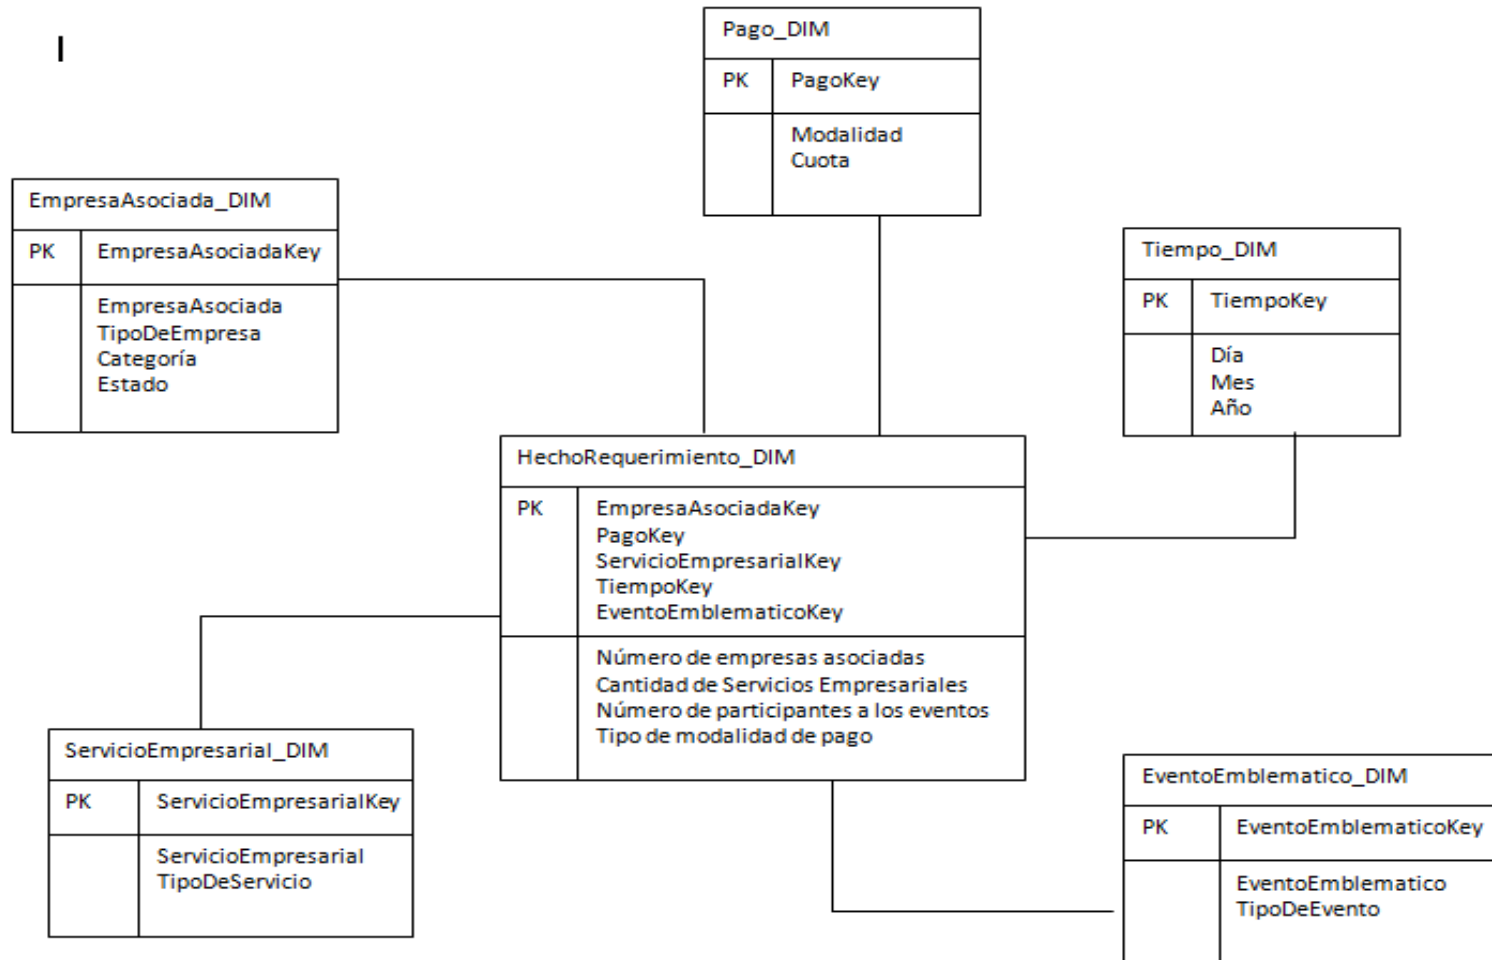 I
Pago_DIM
PK PagoKey
Modalidad
Cuota
EmpresaAsociada_DIM
PK EmpresaAsociadaKey
EmpresaAsociada
TipoDeEmpresa
Categoría
Estado
Tiempo_DIM
PK TiempoKey
Día
Mes
Año
HechoRequerimiento_DIM
PK EmpresaAsociadaKey
PagoKey
ServicioEmpresarialKey
TiempoKey
EventoEmblematicoKey
Número de empresas asociadas
Cantidad de Servicios Empresariales
Número de participantes a los eventos
Tipo de modalidad de pago
ServicioEmpresarial_DIM
PK ServicioEmpresarialKey
ServicioEmpresarial
TipoDeServicio
EventoEmblematico_DIM
PK EventoEmblematicoKey
EventoEmblematico
TipoDeEvento